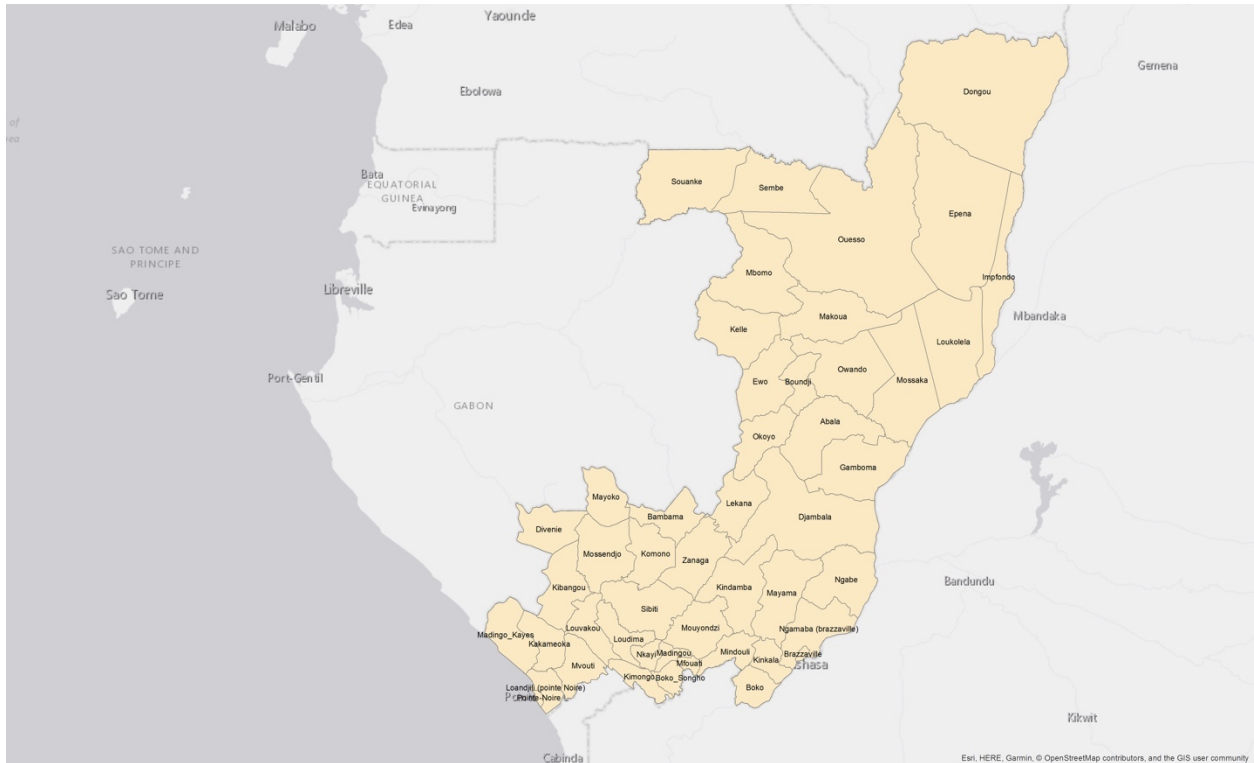 Malabo
Edea
Yaounde
Gemena
of
Ebolowa
Dongou
Bata
EQUATORIAL
GUINEA
Evinayong
Souanke
Sembe
Epena
Ouesso
SAO TOME AND
PRINCIPE
Sao Tome
Libreville
Mbomo
Impfondo
Mbandaka
Makoua
Kelle
Loukolela
Port-Gentil
GABON
Owando
Ewo
Boundji
Mossaka
Abala
Okoyo
Gamboma
Mayoko
Lekana
Bambama
Djambala
Divenie
Mossendjo
Komono
Zanaga
Kibangou
Kindamba
Mayama
Ngabe
Bandundu
Sibiti
Madingo_Kayes
Kakameoka
Louvakou
Loudima
Mouyondzi
Ngamaba (brazzaville)
Nkayi
Madingou
Mindouli
Kinkala
Brazzaville
Mvouti
Mfouati
shasa
Kimongo
Boko_Songho
Boko
Loandjili (pointe Noire)
Pointe-Noire
Kikwit
Cabinda
Esri, HERE, Garmin, © OpenStreetMap contributors, and the GIS user community